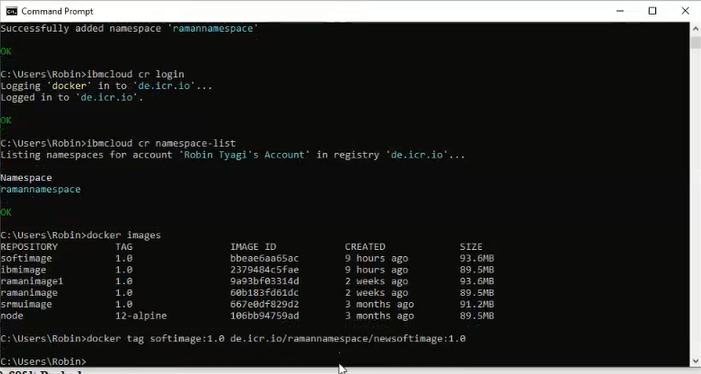 Command Prompt
Successfully added namespace 'ramannamespace'
OK
C:\Users\Robin>ibmcloud cr login
Logging 'docker' in to 'de.icr.io'...
Logged in to 'de.icr.io'.
OK
C:\Users\Robin>ibmcloud cr namespace-list
Listing namespaces for account 'Robin Tyagi's Account' in registry 'de.icr.io'...
Namespace
ramannamespace
OK
C:\Users\Robin>docker images
REPOSITORY TAG IMAGE ID CREATED SIZE
softimage 1.0 bbeae6aa65ac 9 hours ago 93.6MB
ibmimage 1.0 2379484c5fae 9 hours ago 89.5MB
ramanimage1 1.0 9a93bf03314d 2 weeks ago 93.6MB
ramanimage 1.0 60b183fd61dc 2 weeks ago 89.5MB
srmuimage 1.0 667e0df829d2 3 months ago 91.2MB
node 12-alpine 106bb94759ad 3 months ago 89.5MB
C:\Users\Robin>docker tag softimage:1.0 de.icr.io/ramannamespace/newsoftimage:1.0
C:\Users\Robin>